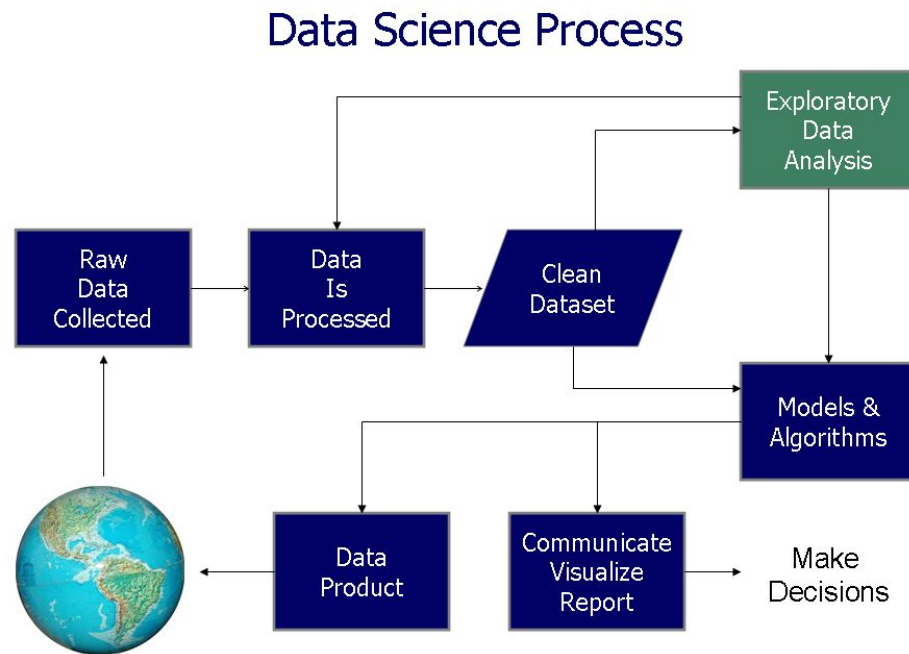 Data Science Process
Exploratory
Data
Analysis
Raw
Data
Collected
Data
Is
Processed
Clean
Dataset
Models &
Algorithms
Data
Product
Communicate
Visualize
Report
Make
Decisions